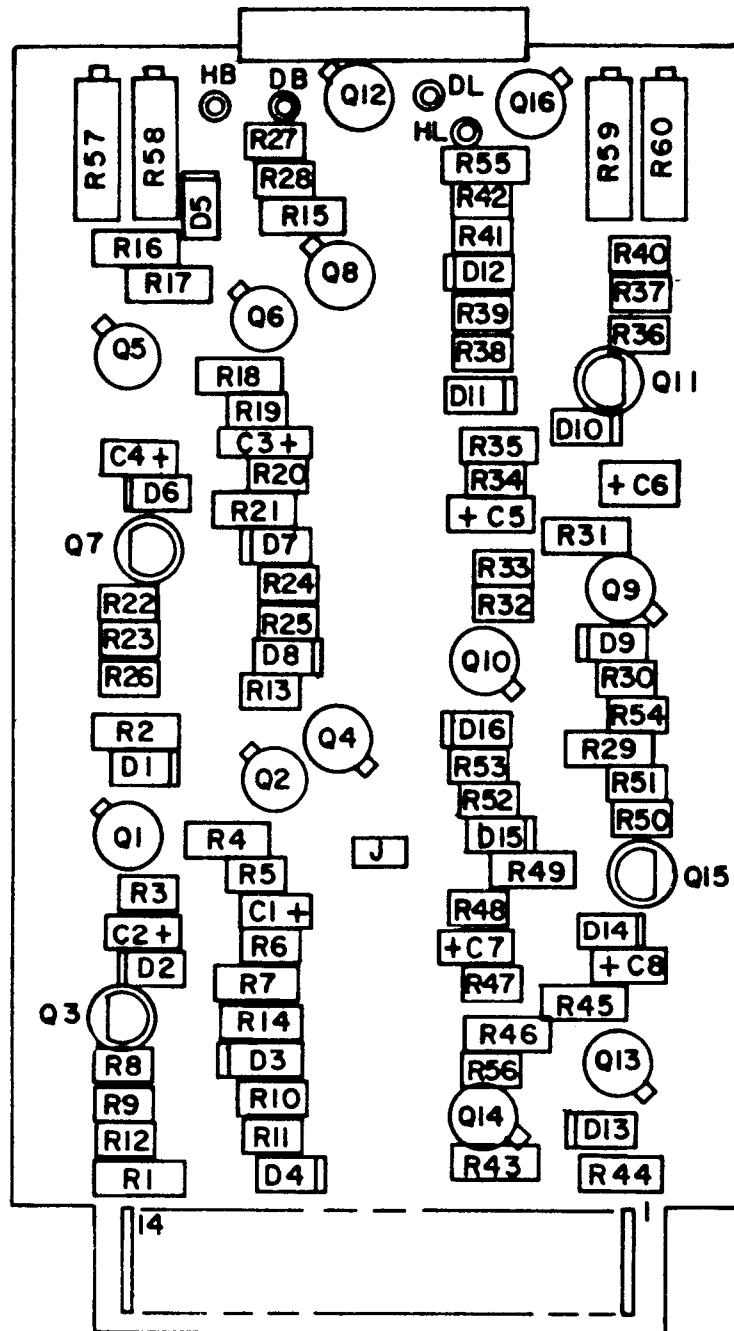 HB
DB
Q12
DL
Q16
HL
R57
R58
R27
R55
R59
R60
D5
R28
R42
R15
R16
R41
R40
R17
Q8
D12
R37
Q6
R39
R36
Q5
R18
R38
Q11
R19
D11
D10
C4+
C3+
R35
D6
R20
R34
+C6
R21
+C5
Q7
D7
R31
R22
R24
R33
Q9
R23
R25
R32
D9
R26
D8
Q10
R30
R13
R54
R2
Q4
D16
R29
D1
Q2
R53
R51
R52
R50
Q1
R4
J
D15
R5
R49
Q15
R3
C1+
R48
D14
C2+
R6
+C7
+C8
D2
R7
R47
R45
Q3
R14
R46
R8
D3
R56
Q13
R9
R10
Q14
D13
R12
R11
R43
R1
D4
R44
14
1